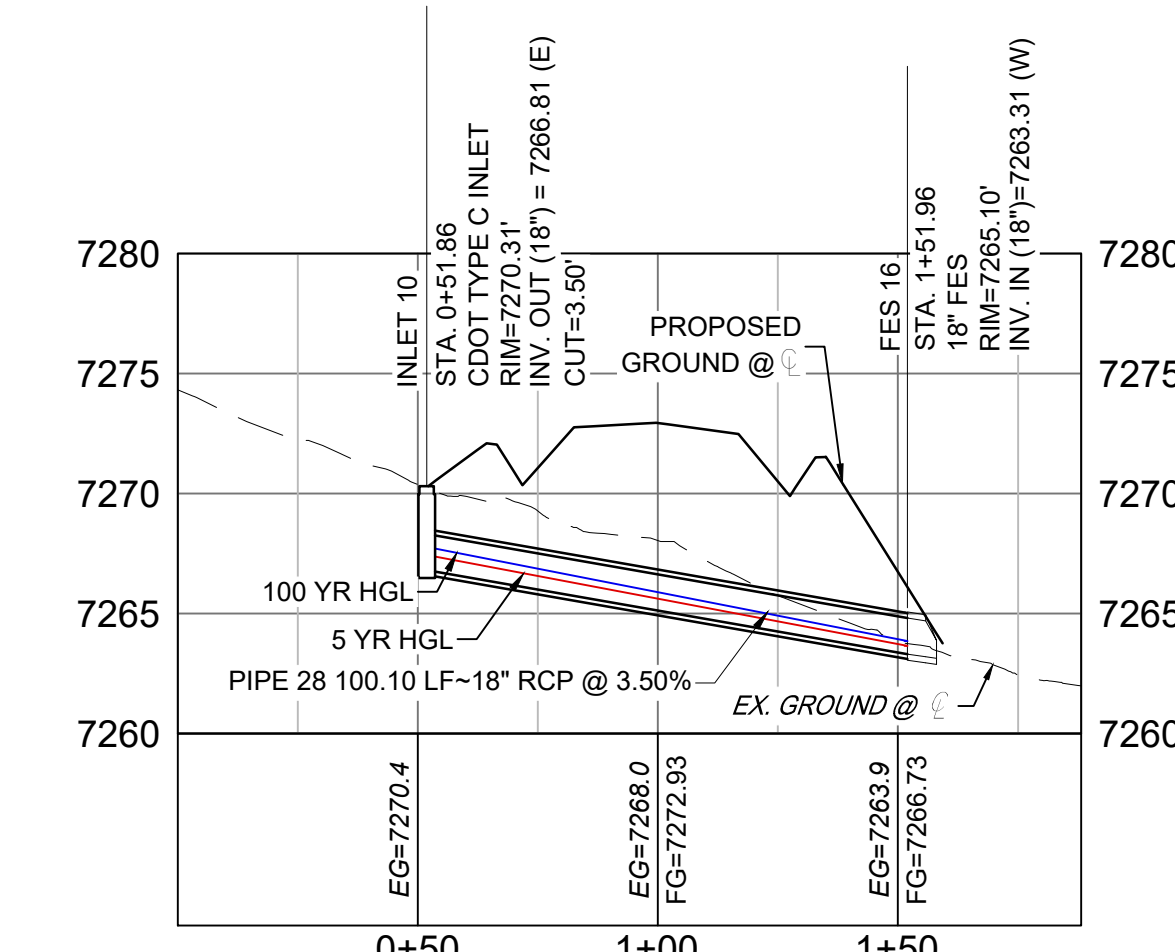 INLET 10
STA. 0+51.86
CDOT TYPE C INLET
RIM=7270.31'
INV. OUT (18") = 7266.81 (E)
CUT=3.50'
FES 16
STA. 1+51.96
18" FES
RIM=7265.10'
INV. IN (18")=7263.31 (W)
7280
7280
PROPOSED
GROUND @ ℄
7275
7275
7270
7270
100 YR HGL
7265
7265
5 YR HGL
PIPE 28 100.10 LF~18" RCP @ 3.50%
EX. GROUND @ ℄
7260
7260
EG=7270.4
EG=7268.0
FG=7272.93
EG=7263.9
FG=7266.73
0+50
1+00
1+50